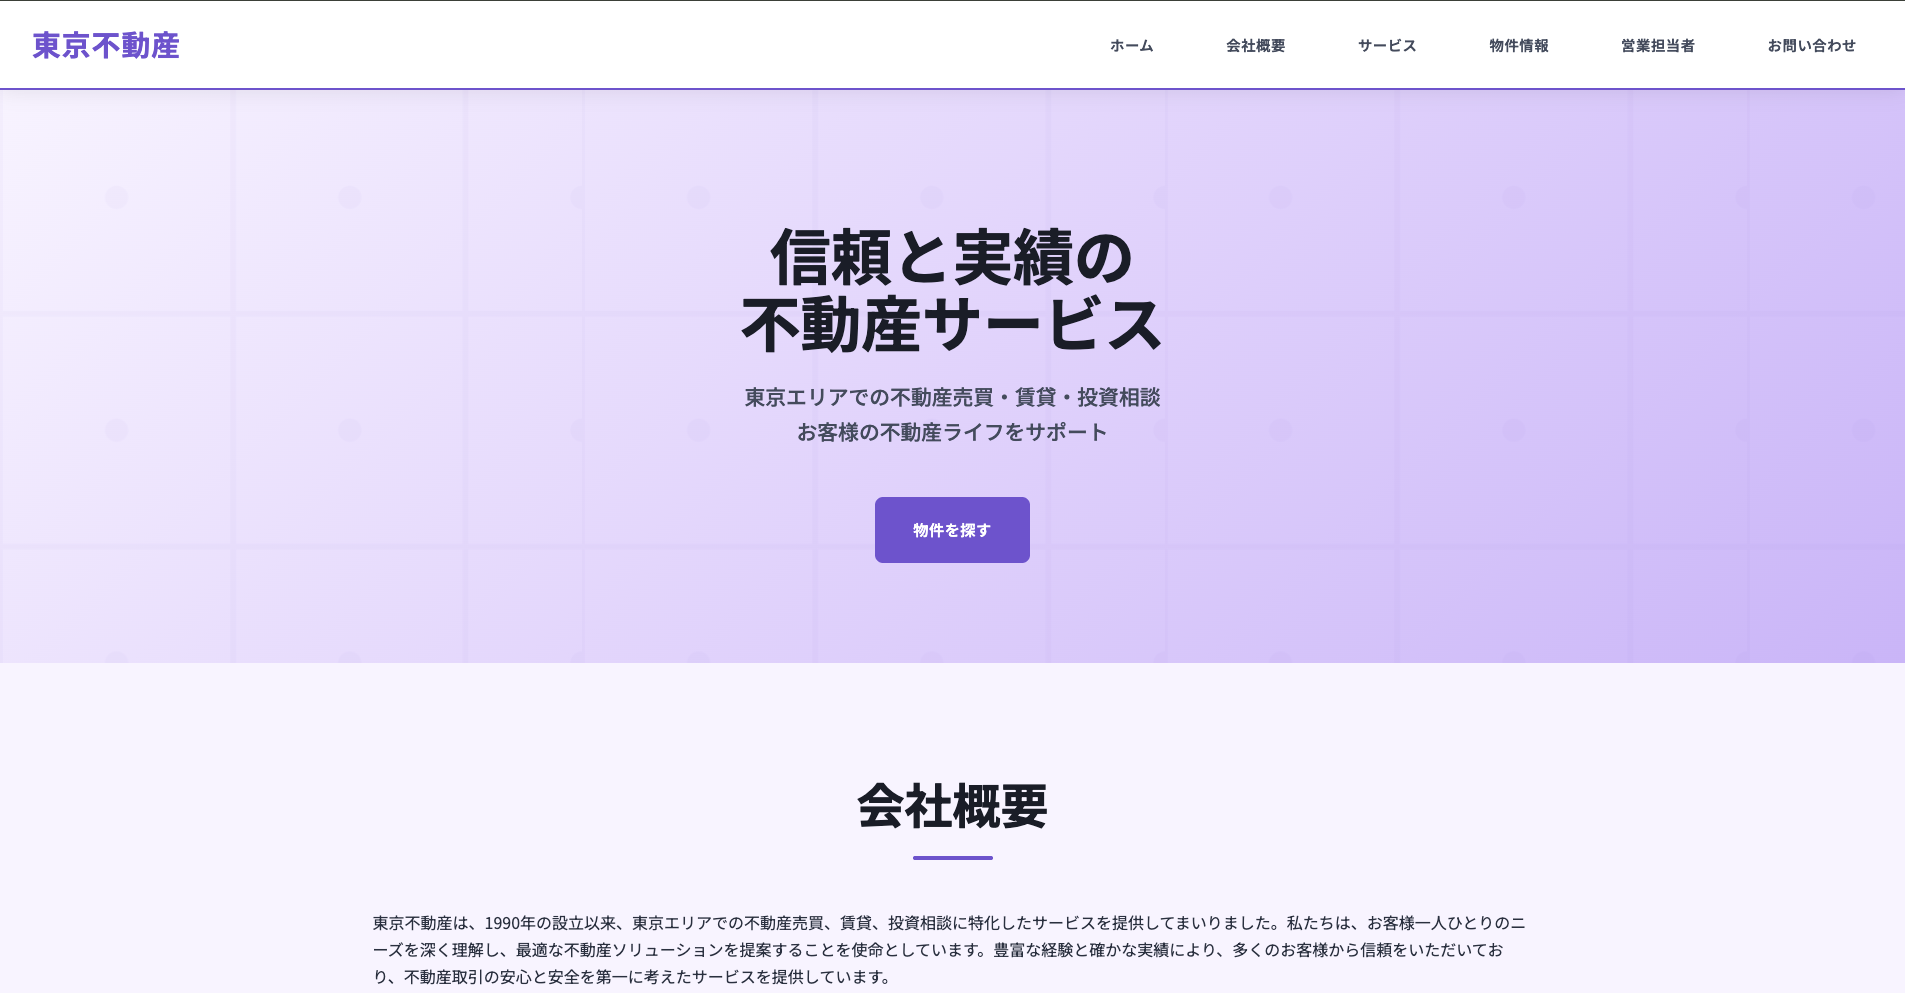 東京不動産
ホーム 会社概要 サービス 物件情報 営業担当者 お問い合わせ
信頼と実績の
不動産サービス
東京エリアでの不動産売買・賃貸・投資相談
お客様の不動産ライフをサポート
物件を探す
会社概要
東京不動産は、1990年の設立以来、東京エリアでの不動産売買、賃貸、投資相談に特化したサービスを提供してまいりました。私たちは、お客様一人ひとりのニ
ーズを深く理解し、最適な不動産ソリューションを提案することを使命としています。豊富な経験と確かな実績により、多くのお客様から信頼をいただいてお
り、不動産取引の安心と安全を第一に考えたサービスを提供しています。